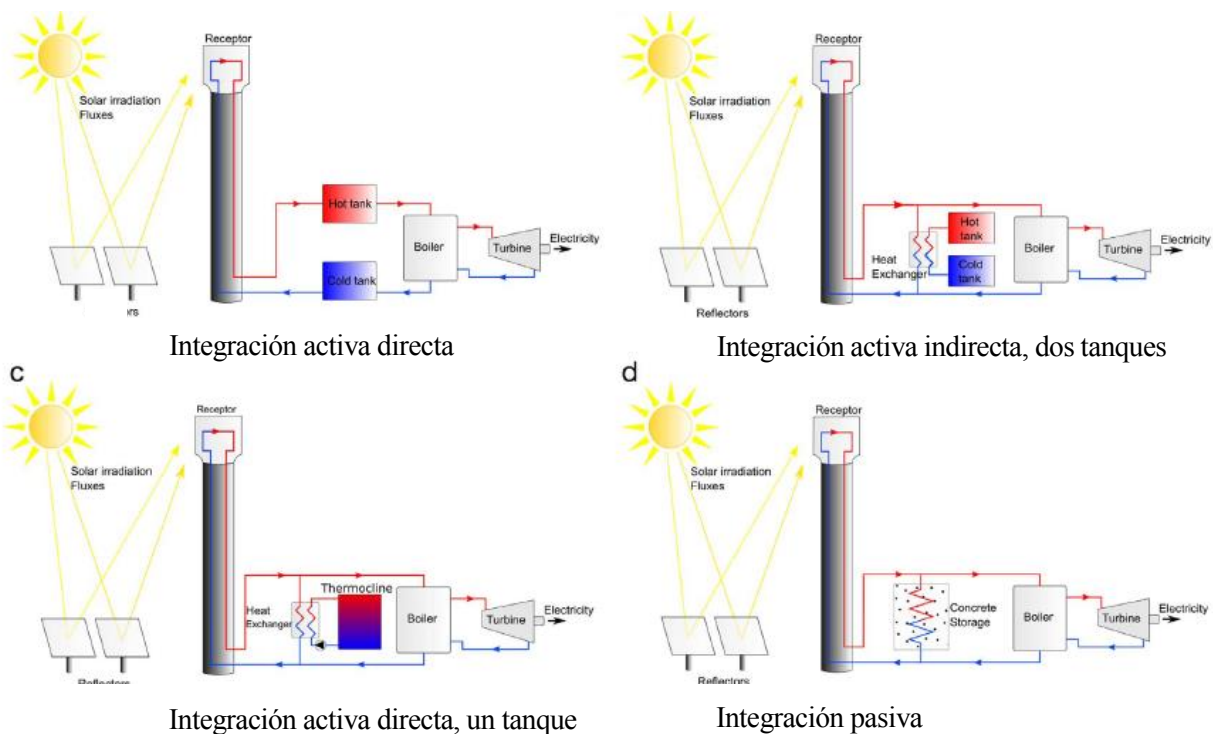 Receptor
Solar irradiation
Fluxes
Hot tank
Boiler
Turbine
Electricity
Cold tank
ors
Integración activa directa
Receptor
Solar irradiation
Fluxes
Hot
tank
Heat
Exchanger
Cold
tank
Boiler
Turbine
Electricity
Reflectors
Integración activa indirecta, dos tanques
c
Receptor
Solar irradiation
Fluxes
Thermocline
Heat
Exchanger
Boiler
Turbine
Electricity
Reflectors
Integración activa directa, un tanque
d
Receptor
Solar irradiation
Fluxes
Concrete
Storage
Boiler
Turbine
Electricity
Reflectors
Integración pasiva